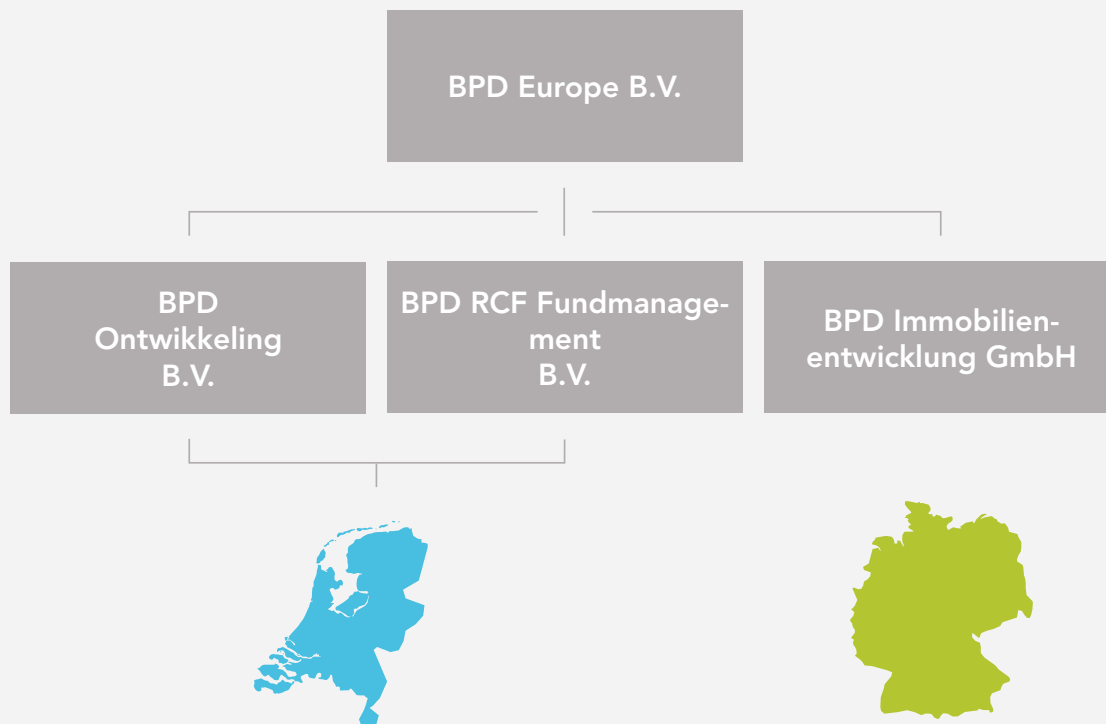 BPD Europe B.V.
BPD
Ontwikkeling
B.V.
BPD RCF Fundmanage-
ment
B.V.
BPD Immobilien-
entwicklung GmbH